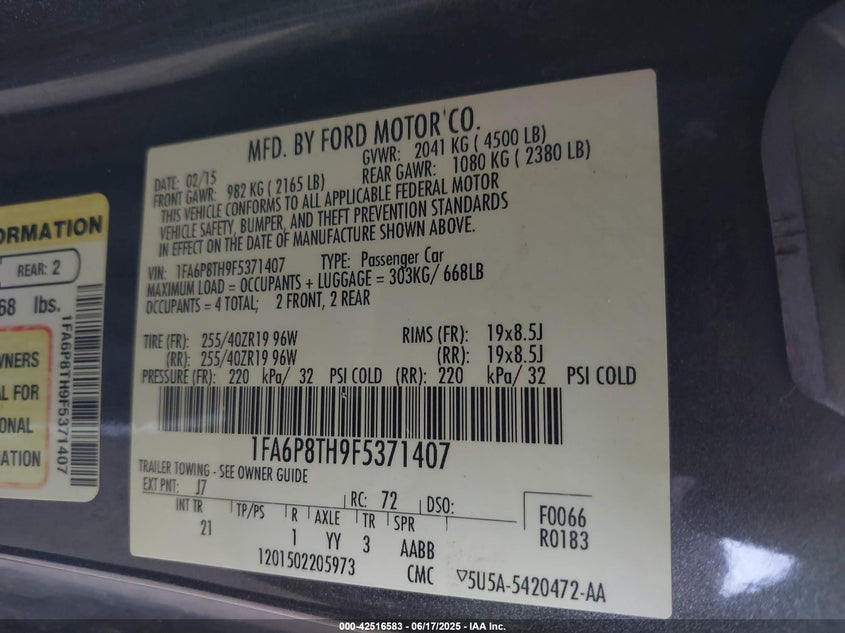 ORMATION
REAR: 2
68 lbs.
WNERS
AL FOR
ONAL
ATION
1FA6P8TH9F5371407
MFD. BY FORD MOTOR CO.
DATE: 02/15 GVWR: 2041 KG ( 4500 LB)
FRONT GAWR: 982 KG ( 2165 LB) REAR GAWR: 1080 KG ( 2380 LB)
THIS VEHICLE CONFORMS TO ALL APPLICABLE FEDERAL MOTOR
VEHICLE SAFETY, BUMPER, AND THEFT PREVENTION STANDARDS
IN EFFECT ON THE DATE OF MANUFACTURE SHOWN ABOVE.
VIN: 1FA6P8TH9F5371407 TYPE: Passenger Car
MAXIMUM LOAD = OCCUPANTS + LUGGAGE = 303KG/ 668LB
OCCUPANTS = 4 TOTAL; 2 FRONT, 2 REAR
TIRE (FR): 255/40ZR19 96W RIMS (FR): 19x8.5J
(RR): 255/40ZR19 96W (RR): 19x8.5J
PRESSURE (FR): 220 kPa/ 32 PSI COLD (RR): 220 kPa/ 32 PSI COLD
1FA6P8TH9F5371407
TRAILER TOWING - SEE OWNER GUIDE
EXT PNT: J7 RC: 72 DSO:
INT TR TP/PS R AXLE TR SPR F0066
21 1 YY 3 AABB R0183
1201502205973 CMC ▽5U5A-5420472-AA
000-42516583 / 06/17/2025 - IAA Inc.